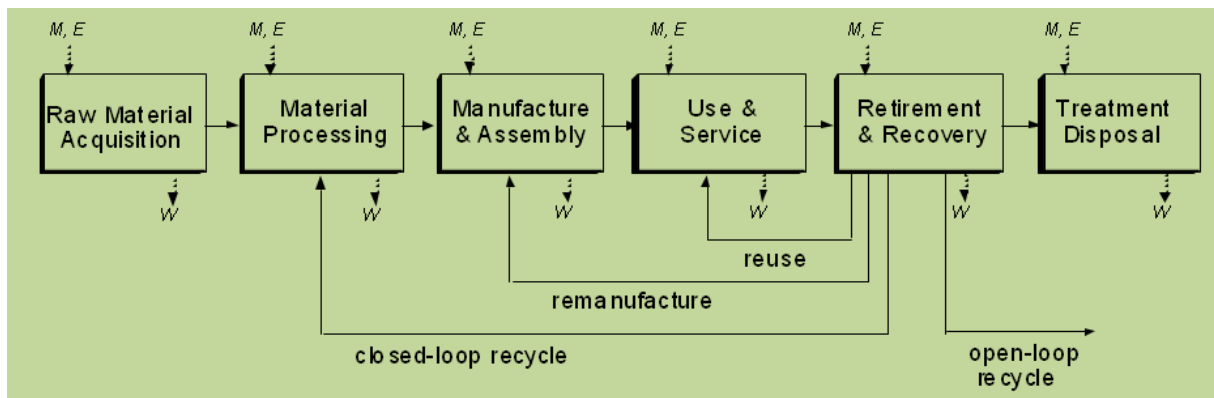 M, E
M, E
M, E
M, E
M, E
M, E
Raw Material
Acquisition
Material
Processing
Manufacture
& Assembly
Use &
Service
Retirement
& Recovery
Treatment
Disposal
W
W
W
W
W
W
reuse
remanufacture
closed-loop recycle
open-loop
recycle